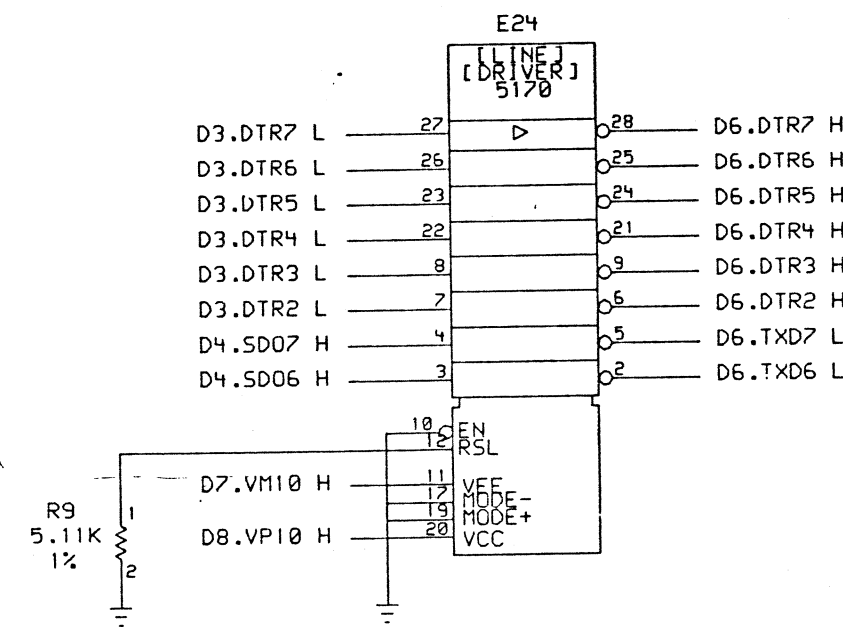 E24
[LINE]
[DRIVER]
5170
D3.DTR7 L 27 28 D6.DTR7 H
D3.DTR6 L 26 25 D6.DTR6 H
D3.DTR5 L 23 24 D6.DTR5 H
D3.DTR4 L 22 21 D6.DTR4 H
D3.DTR3 L 8 9 D6.DTR3 H
D3.DTR2 L 7 6 D6.DTR2 H
D4.SDO7 H 4 5 D6.TXD7 L
D4.SDO6 H 3 2 D6.TXD6 L
10 EN
12 RSL
D7.VM10 H 11 VEE
17 MODE-
19 MODE+
D8.VP10 H 20 VCC
R9 1
5.11K
1%
2